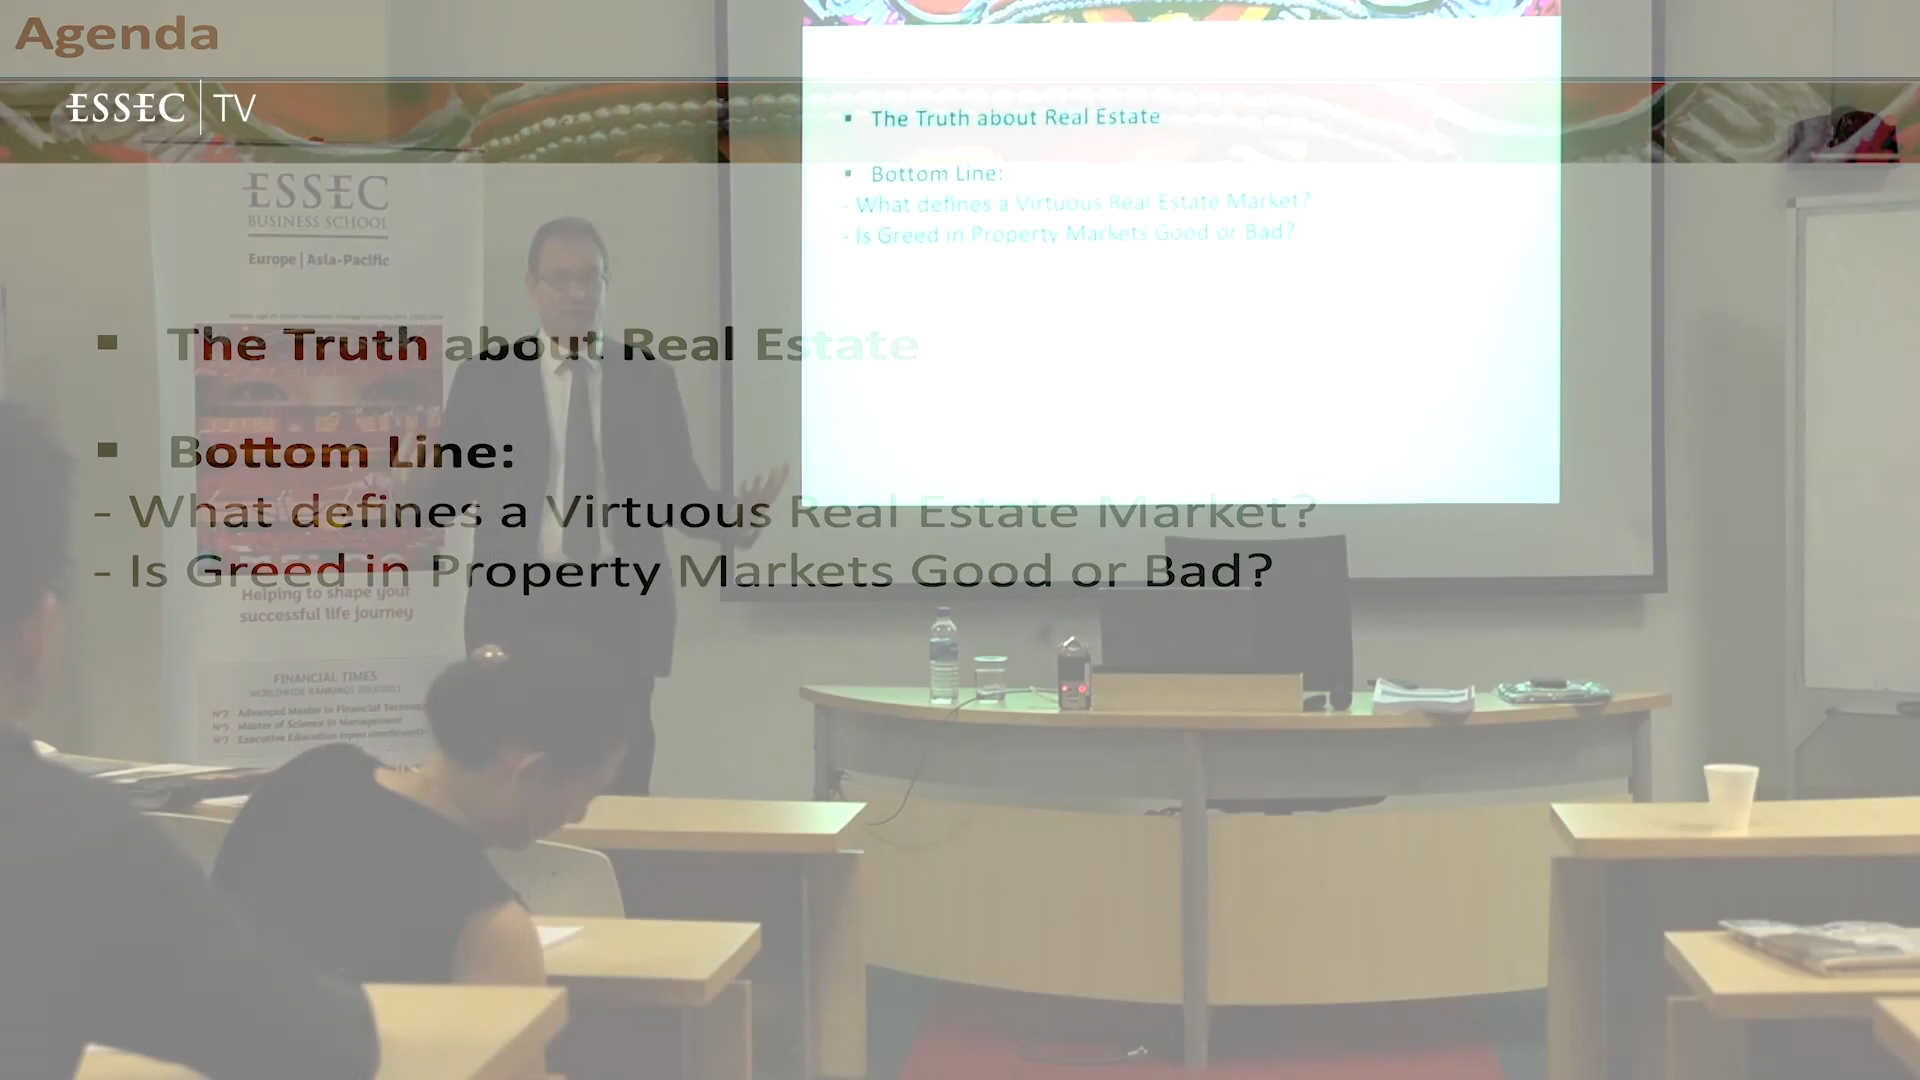 Agenda
ESSEC TV
ESSEC
BUSINESS SCHOOL
Europe | Asia-Pacific
▪ The Truth about Real Estate
▪ Bottom Line:
- What defines a Virtuous Real Estate Market?
- Is Greed in Property Markets Good or Bad?
▪ The Truth about Real Estate
▪ Bottom Line:
- What defines a Virtuous Real Estate Market?
- Is Greed in Property Markets Good or Bad?
Helping to shape your
successful life journey
FINANCIAL TIMES
WORLDWIDE RANKINGS 2012/2013
N°2 Advanced Master in Financial
N°5 Master of Science in Management
N°7 Executive Education (open enrollment)